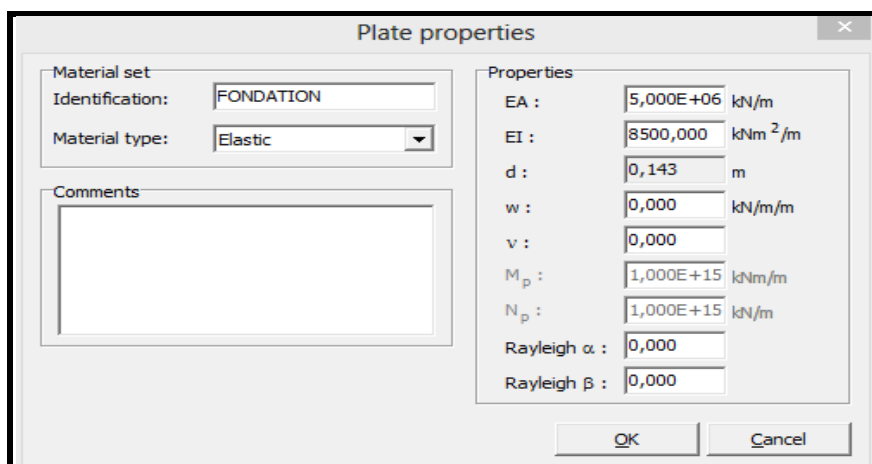 Plate properties
Material set
Identification: FONDATION
Material type: Elastic
Comments
Properties
EA : 5,000E+06 kN/m
EI : 8500,000 kNm ²/m
d : 0,143 m
w : 0,000 kN/m/m
ν : 0,000
Mp : 1,000E+15 kNm/m
Np : 1,000E+15 kN/m
Rayleigh α : 0,000
Rayleigh β : 0,000
OK Cancel